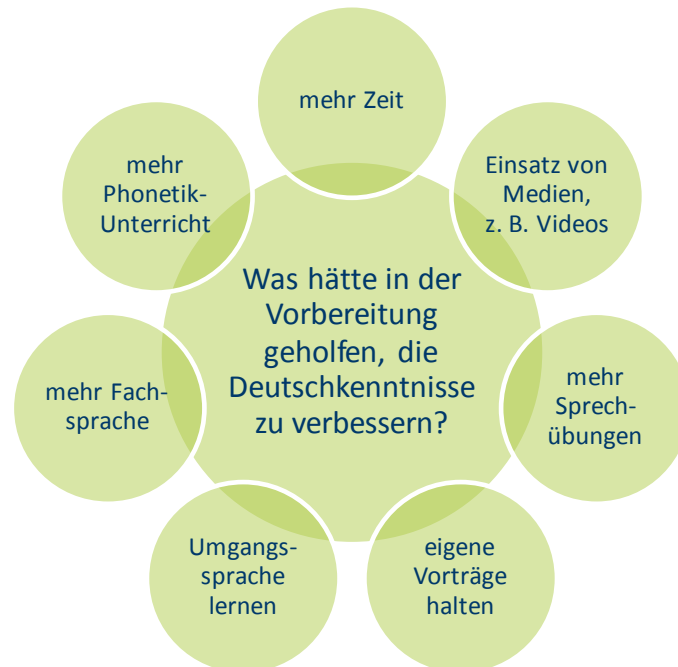 mehr Zeit
Einsatz von
Medien,
z. B. Videos
mehr
Sprech-
übungen
eigene
Vorträge
halten
Umgangs-
sprache
lernen
mehr Fach-
sprache
mehr
Phonetik-
Unterricht
Was hätte in der
Vorbereitung
geholfen, die
Deutschkenntnisse
zu verbessern?